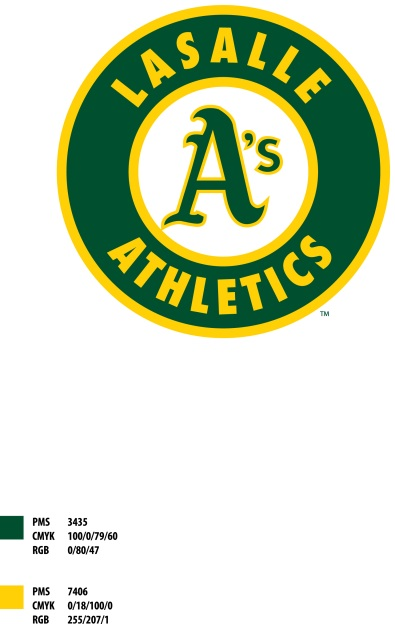 LASALLE
A's
ATHLETICS
TM
PMS 3435
CMYK 100/0/79/60
RGB 0/80/47
PMS 7406
CMYK 0/18/100/0
RGB 255/207/1